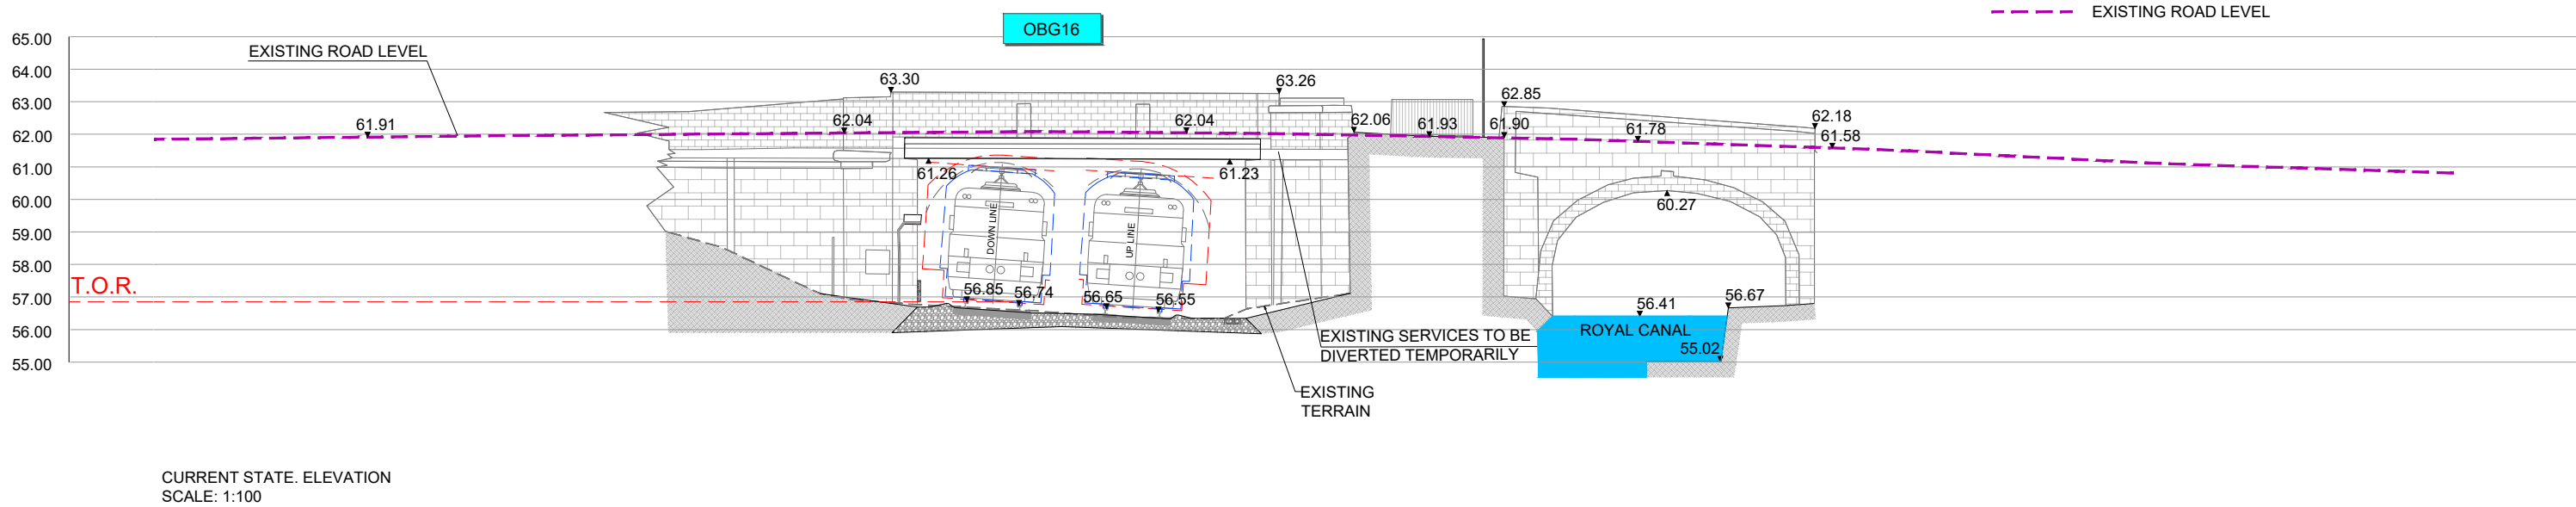 EXISTING ROAD LEVEL
OBG16
65.00
EXISTING ROAD LEVEL
64.00
63.30
63.26
63.00
62.85
62.18
62.00
61.91
62.04
62.04
62.06
61.93
61.90
61.78
61.58
61.00
61.26
61.23
60.00
60.27
59.00
DOWN LINE
UP LINE
58.00
T.O.R.
57.00
56.85
56.74
56.65
56.55
56.41
56.67
56.00
ROYAL CANAL
EXISTING SERVICES TO BE
DIVERTED TEMPORARILY
55.02
55.00
EXISTING
TERRAIN
CURRENT STATE. ELEVATION
SCALE: 1:100